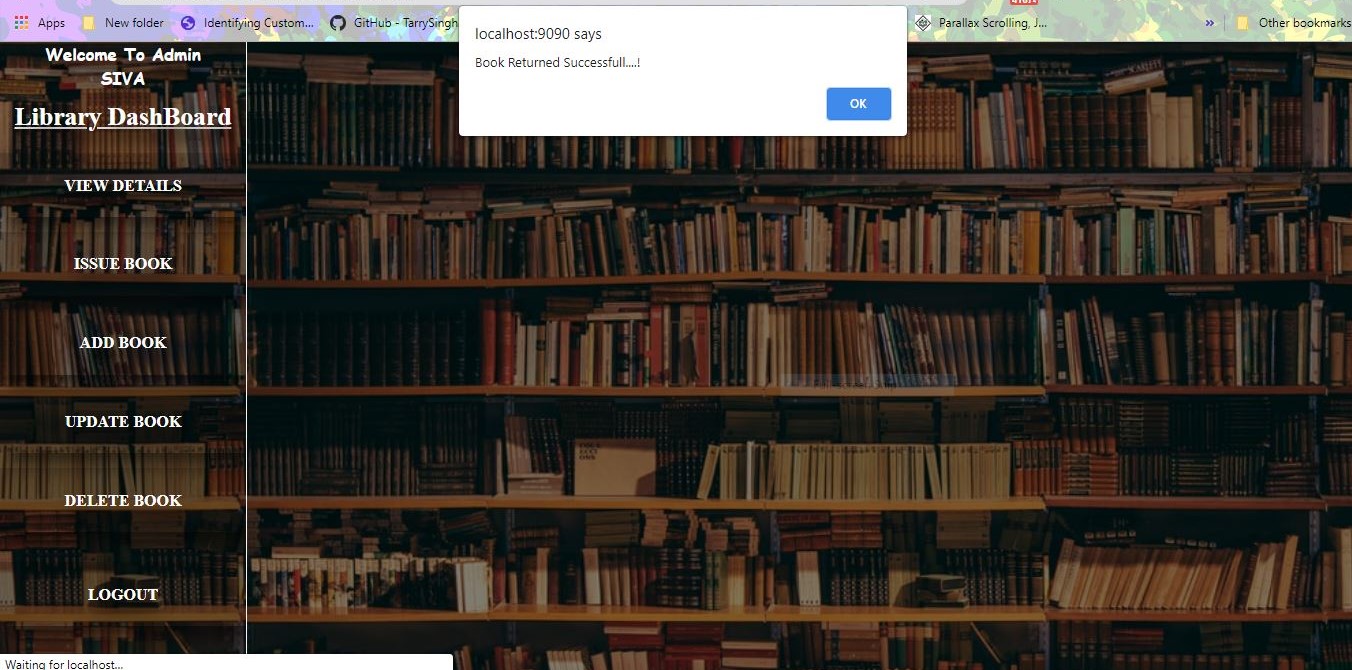 Apps
New folder
Identifying Custom...
GitHub - TarrySingh
Parallax Scrolling, J...
»
Other bookmarks
localhost:9090 says
Book Returned Successfull....!
OK
Welcome To Admin
SIVA
Library DashBoard
VIEW DETAILS
ISSUE BOOK
ADD BOOK
UPDATE BOOK
DELETE BOOK
LOGOUT
Waiting for localhost...